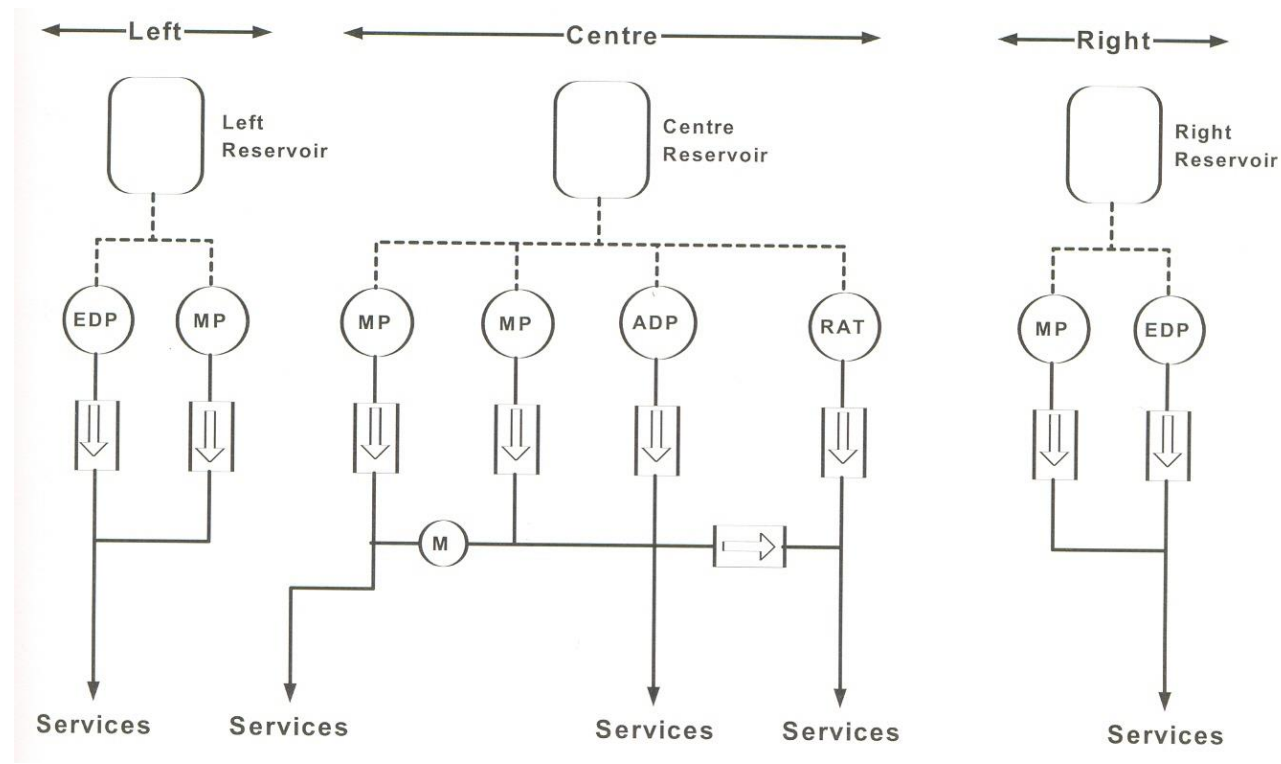 Left
Centre
Right
Left
Reservoir
Centre
Reservoir
Right
Reservoir
EDP
MP
MP
MP
ADP
RAT
MP
EDP
M
Services
Services
Services
Services
Services